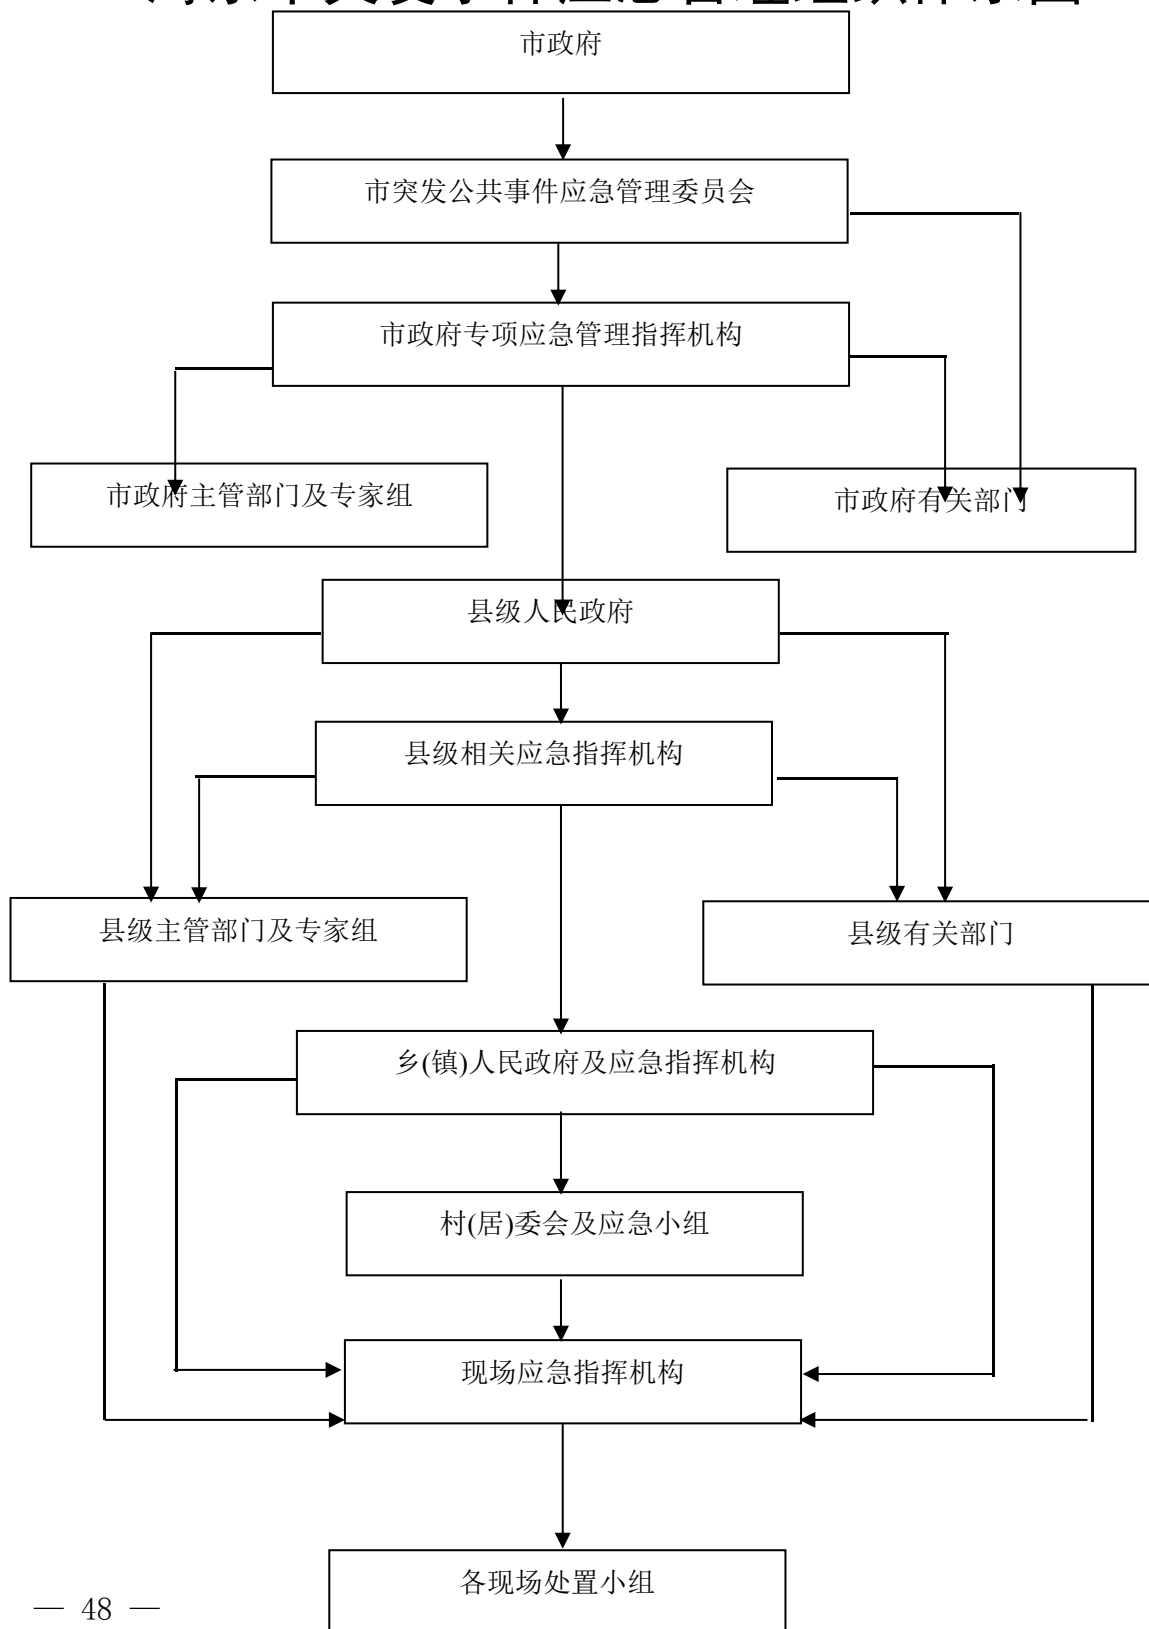 市政府
市突发公共事件应急管理委员会
市政府专项应急管理指挥机构
市政府主管部门及专家组
市政府有关部门
县级人民政府
县级相关应急指挥机构
县级主管部门及专家组
县级有关部门
乡(镇)人民政府及应急指挥机构
村(居)委会及应急小组
现场应急指挥机构
各现场处置小组
— 48 —